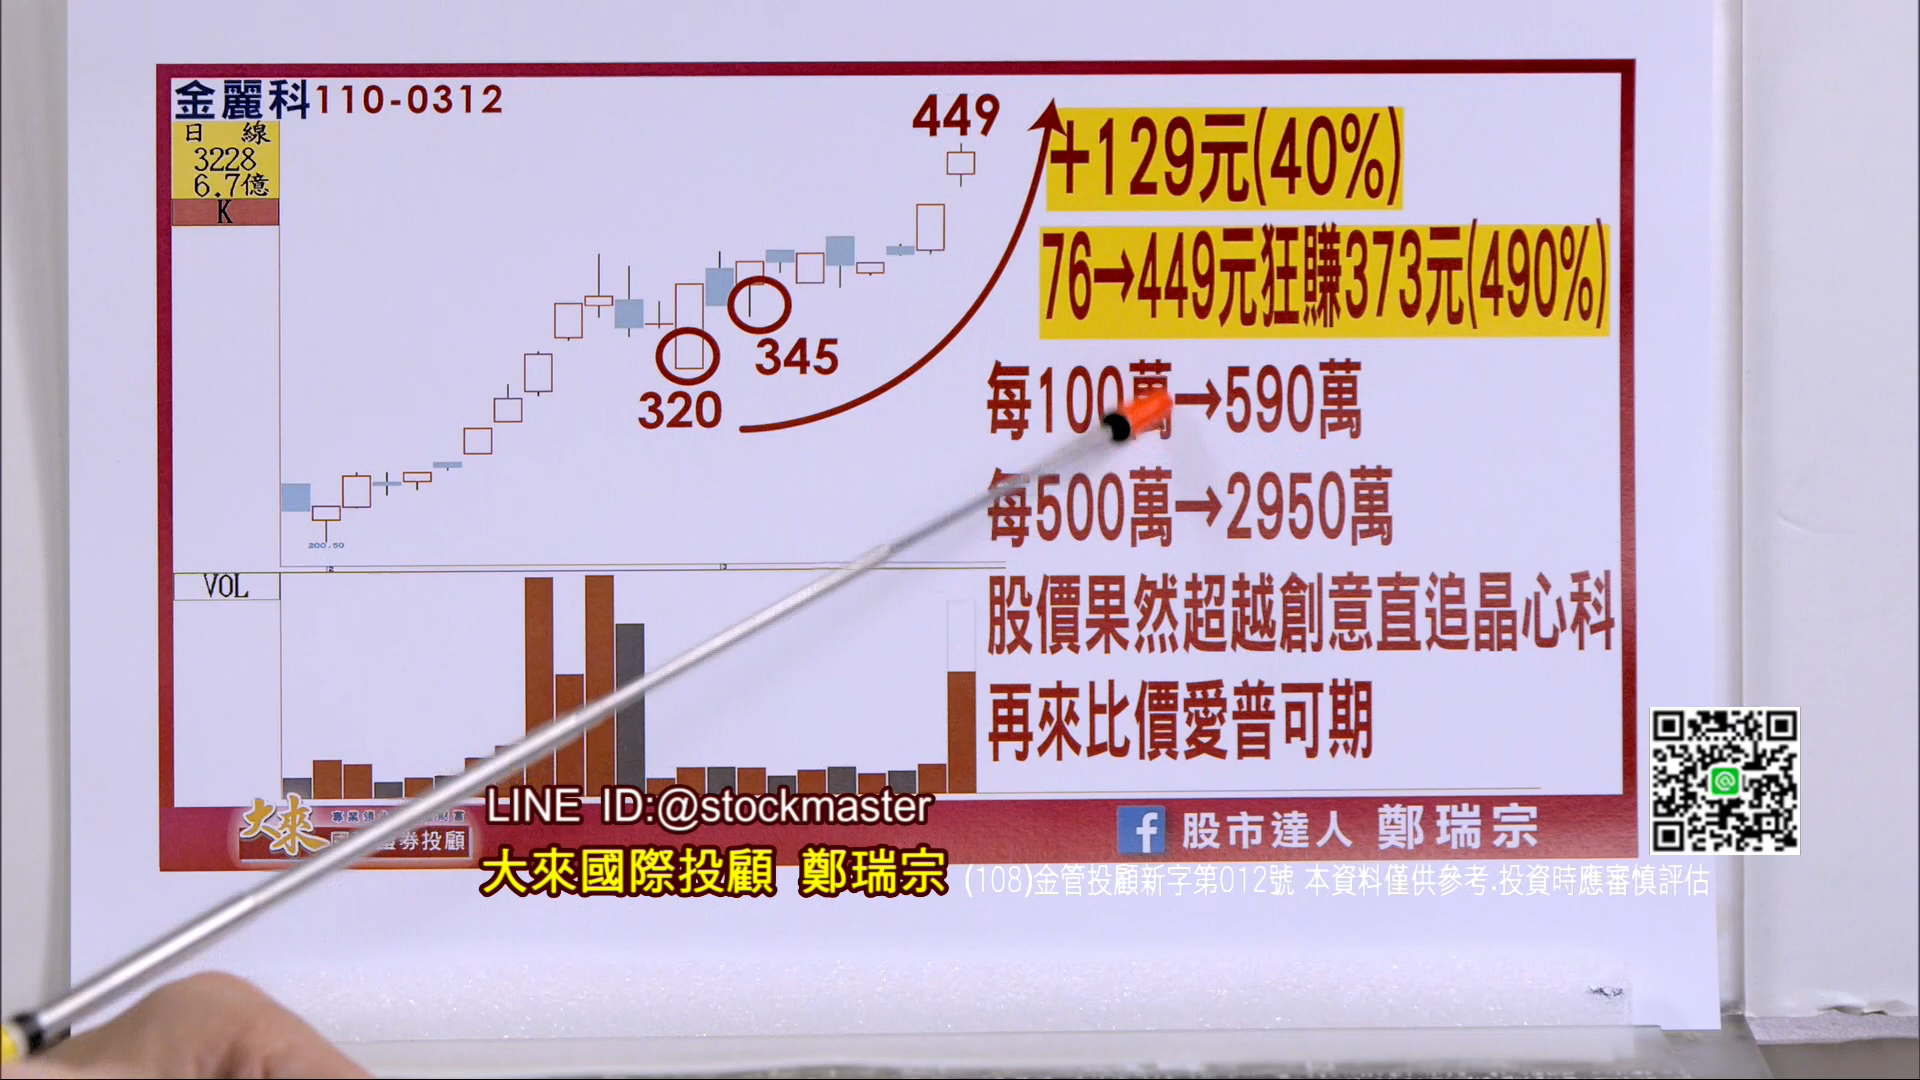 金麗科110-0312
日 線
3228
6.7億
K
449
+129元(40%)
76→449元狂賺373元(490%)
345
320
每100萬→590萬
每500萬→2950萬
200.50
股價果然超越創意直追晶心科
再來比價愛普可期
VOL
LINE ID:@stockmaster
大來
券投顧
股市達人 鄭瑞宗
大來國際投顧 鄭瑞宗
(108)金管投顧新字第012號 本資料僅供參考.投資時應審慎評估